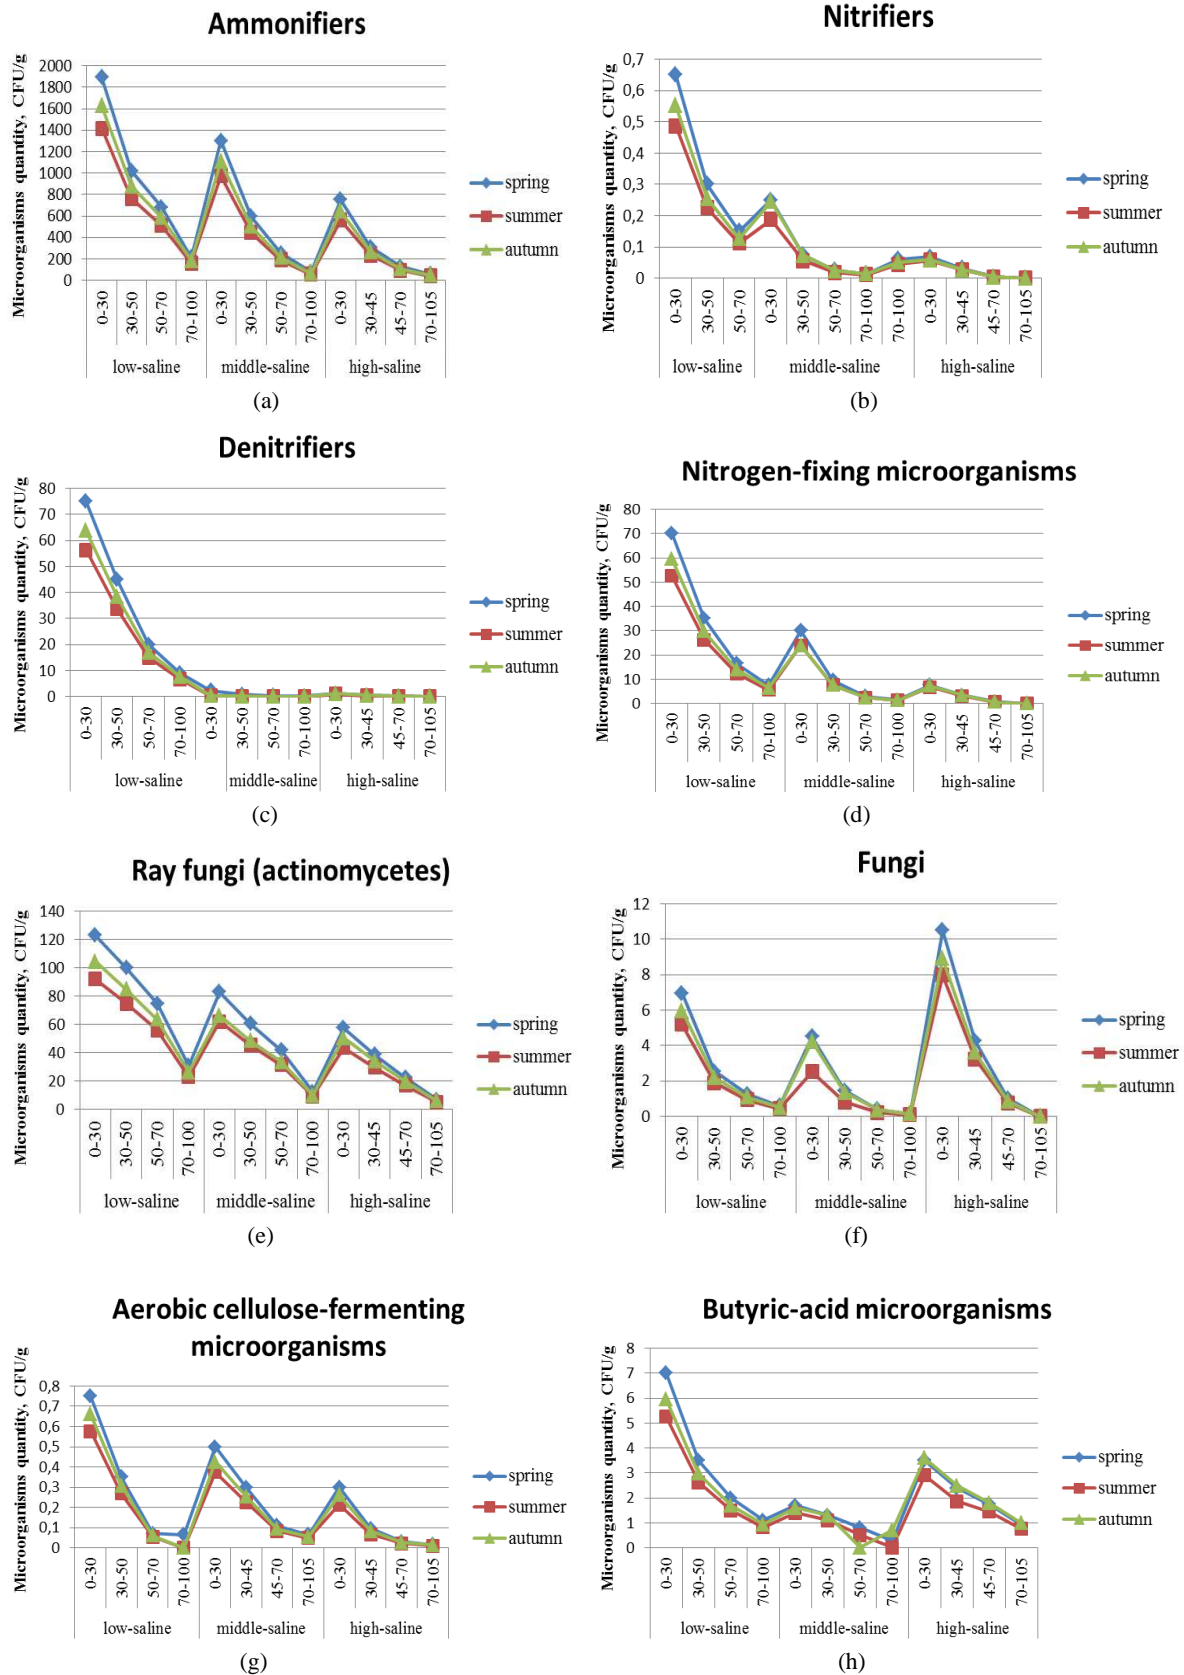 Ammonifiers
Microorganisms quantity, CFU/g
2000
1800
1600
1400
1200
1000
800
600
400
200
0
0-30
30-50
50-70
70-100
0-30
30-50
50-70
70-100
0-30
30-45
45-70
70-105
low-saline
middle-saline
high-saline
spring
summer
autumn
(a)
Nitrifiers
Microorganisms quantity, CFU/g
0,7
0,6
0,5
0,4
0,3
0,2
0,1
0
0-30
30-50
50-70
0-30
30-50
50-70
70-100
70-100
0-30
30-45
45-70
70-105
low-saline
middle-saline
high-saline
spring
summer
autumn
(b)
Denitrifiers
Microorganisms quantity, CFU/g
80
70
60
50
40
30
20
10
0
0-30
30-50
50-70
70-100
0-30
30-50
50-70
70-100
0-30
30-45
45-70
70-105
low-saline
middle-saline
high-saline
spring
summer
autumn
(c)
Nitrogen-fixing microorganisms
Microorganisms quantity, CFU/g
80
70
60
50
40
30
20
10
0
0-30
30-50
50-70
70-100
0-30
30-50
50-70
70-100
0-30
30-45
45-70
70-105
low-saline
middle-saline
high-saline
spring
summer
autumn
(d)
Ray fungi (actinomycetes)
Microorganisms quantity, CFU/g
140
120
100
80
60
40
20
0
0-30
30-50
50-70
70-100
0-30
30-50
50-70
70-100
0-30
30-45
45-70
70-105
low-saline
middle-saline
high-saline
spring
summer
autumn
(e)
Fungi
Microorganisms quantity, CFU/g
12
10
8
6
4
2
0
0-30
30-50
50-70
70-100
0-30
30-50
50-70
70-100
0-30
30-45
45-70
70-105
low-saline
middle-saline
high-saline
spring
summer
autumn
(f)
Aerobic cellulose-fermenting
microorganisms
Microorganisms quantity, CFU/g
0,8
0,7
0,6
0,5
0,4
0,3
0,2
0,1
0
0-30
30-50
50-70
70-100
0-30
30-45
45-70
70-100
0-30
30-45
45-70
70-105
low-saline
middle-saline
high-saline
spring
summer
autumn
(g)
Butyric-acid microorganisms
Microorganisms quantity, CFU/g
8
7
6
5
4
3
2
1
0
0-30
30-50
50-70
70-100
0-30
30-50
50-70
70-100
0-30
30-45
45-70
70-105
low-saline
middle-saline
high-saline
spring
summer
autumn
(h)